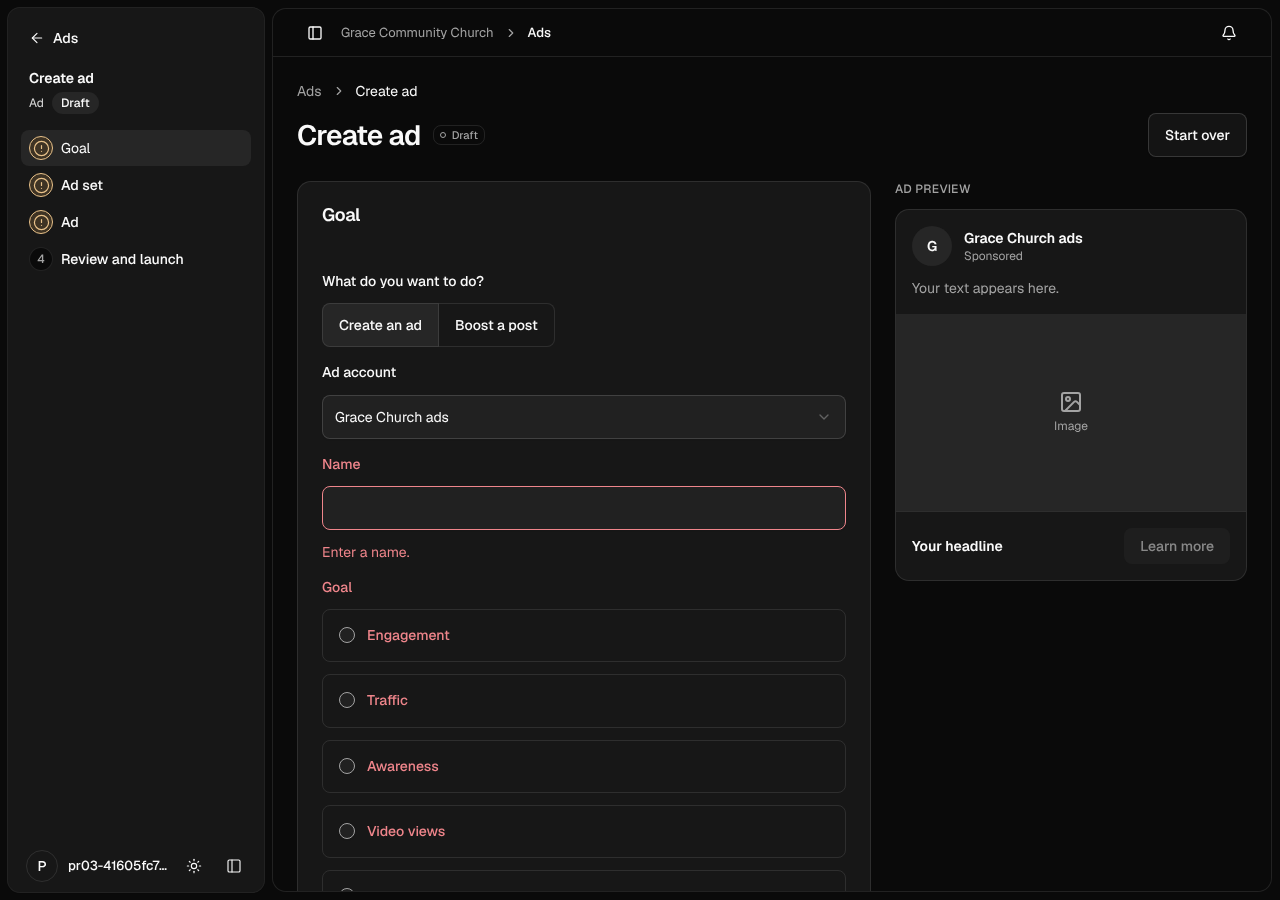 Ads
Create ad
Ad Draft
Goal
Ad set
Ad
4 Review and launch
P pr03-41605fc7...
Grace Community Church > Ads
Ads > Create ad
Create ad Draft
Start over
Goal
What do you want to do?
Create an ad Boost a post
Ad account
Grace Church ads
Name
Enter a name.
Goal
Engagement
Traffic
Awareness
Video views
AD PREVIEW
G Grace Church ads
Sponsored
Your text appears here.
Image
Your headline Learn more